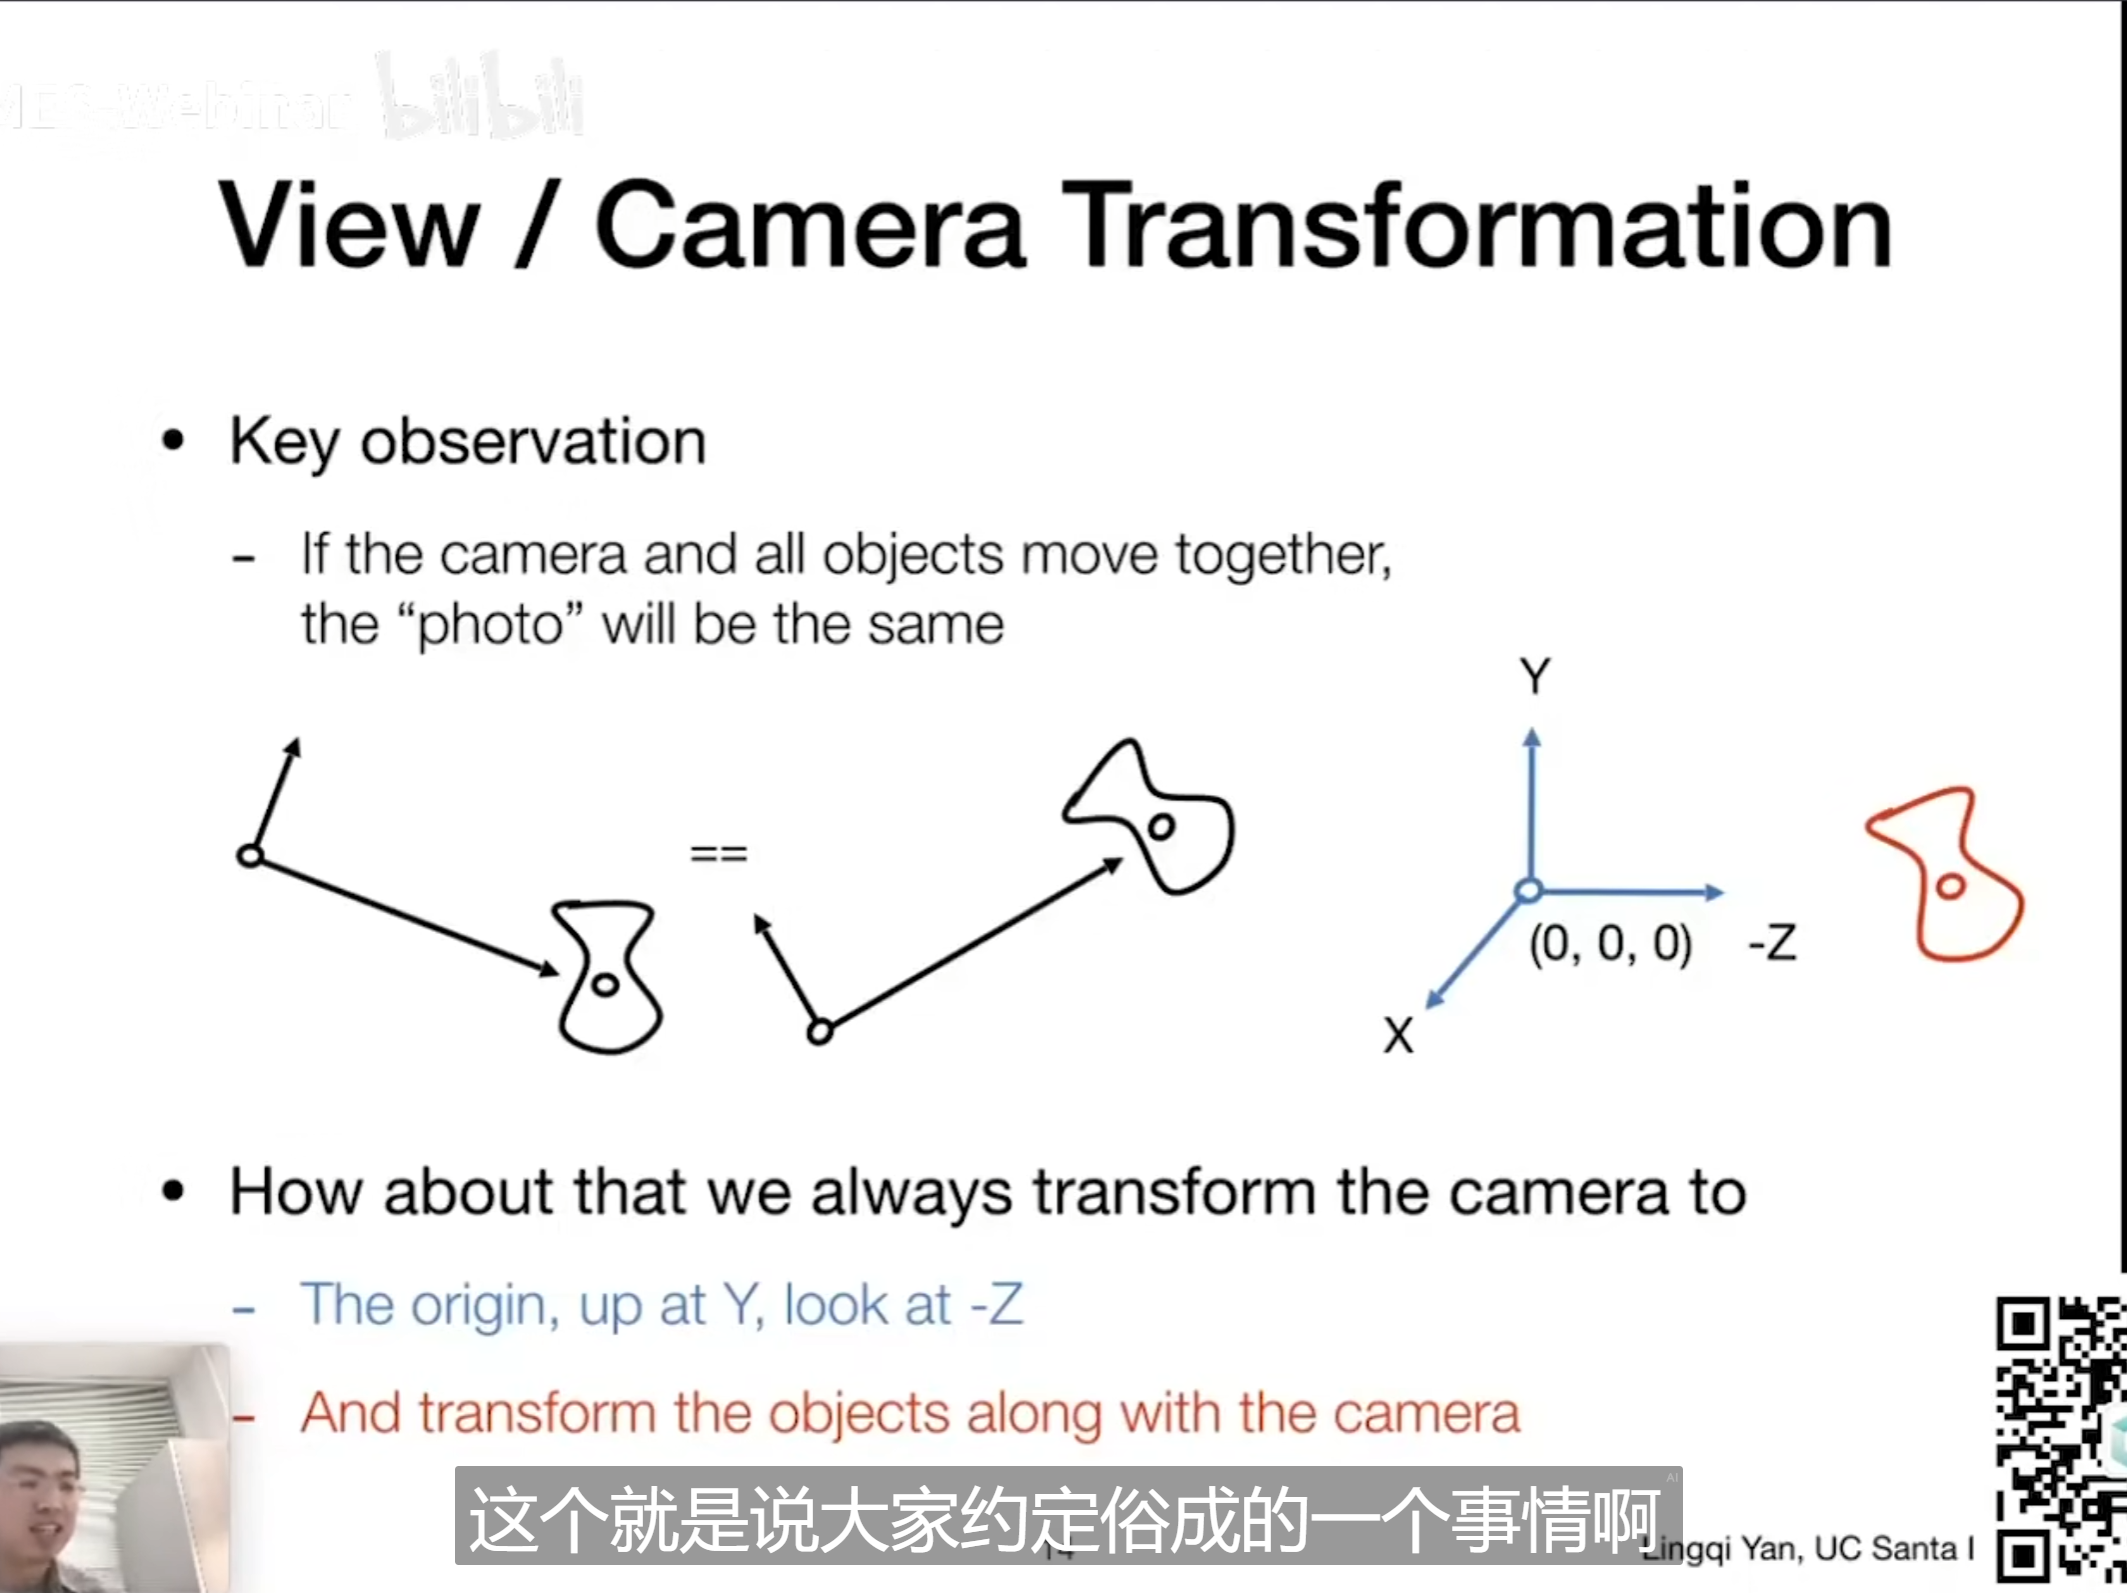 Webinar bilibili
View / Camera Transformation
• Key observation
- If the camera and all objects move together,
the “photo” will be the same
==
Y
(0, 0, 0) -Z
X
• How about that we always transform the camera to
- The origin, up at Y, look at -Z
- And transform the objects along with the camera
AI
这个就是说大家约定俗成的一个事情啊
14
Lingqi Yan, UC Santa